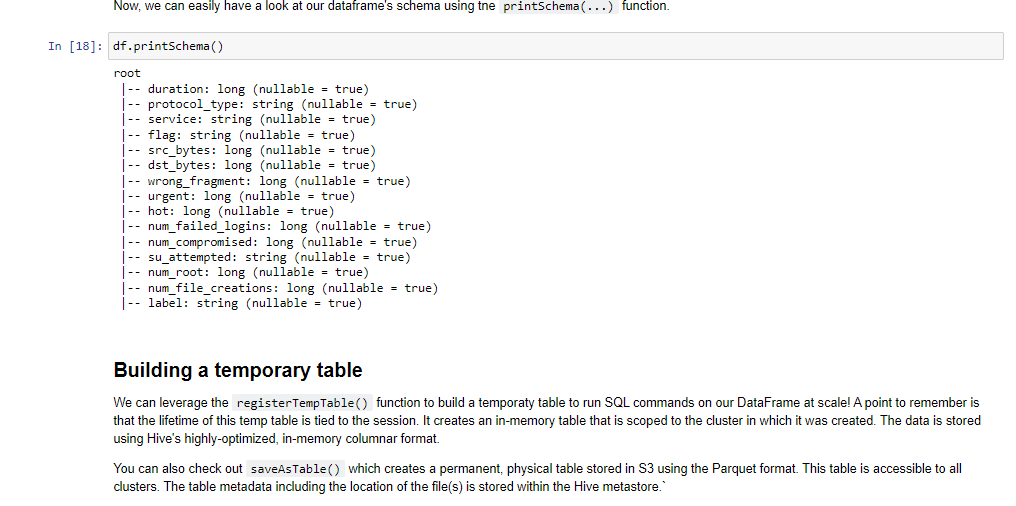 Now, we can easily have a look at our dataframe's schema using tne printSchema(...) function.
In [18]: df.printSchema()
root
 |-- duration: long (nullable = true)
 |-- protocol_type: string (nullable = true)
 |-- service: string (nullable = true)
 |-- flag: string (nullable = true)
 |-- src_bytes: long (nullable = true)
 |-- dst_bytes: long (nullable = true)
 |-- wrong_fragment: long (nullable = true)
 |-- urgent: long (nullable = true)
 |-- hot: long (nullable = true)
 |-- num_failed_logins: long (nullable = true)
 |-- num_compromised: long (nullable = true)
 |-- su_attempted: string (nullable = true)
 |-- num_root: long (nullable = true)
 |-- num_file_creations: long (nullable = true)
 |-- label: string (nullable = true)
Building a temporary table
We can leverage the registerTempTable() function to build a temporaty table to run SQL commands on our DataFrame at scale! A point to remember is
that the lifetime of this temp table is tied to the session. It creates an in-memory table that is scoped to the cluster in which it was created. The data is stored
using Hive's highly-optimized, in-memory columnar format.
You can also check out saveAsTable() which creates a permanent, physical table stored in S3 using the Parquet format. This table is accessible to all
clusters. The table metadata including the location of the file(s) is stored within the Hive metastore.`